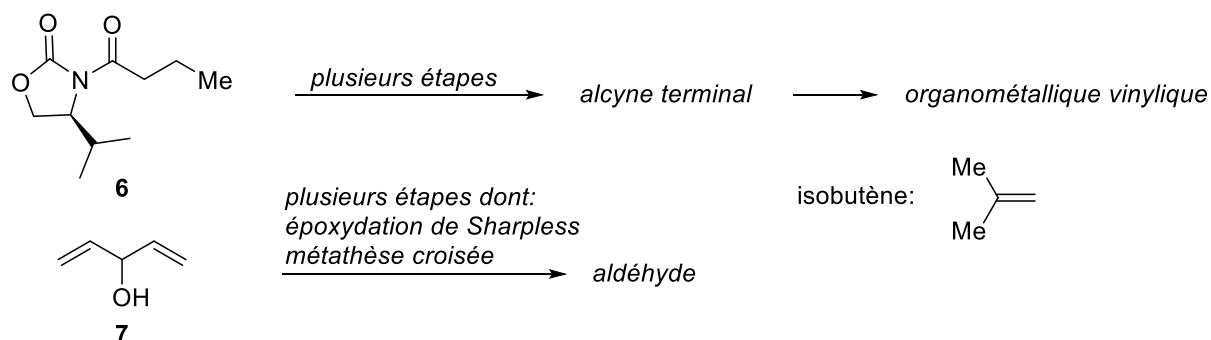 O
O
O
N
Me
6
plusieurs étapes
alcyne terminal
organométallique vinylique
plusieurs étapes dont:
époxydation de Sharpless
métathèse croisée
aldéhyde
isobutène:
Me
Me
OH
7